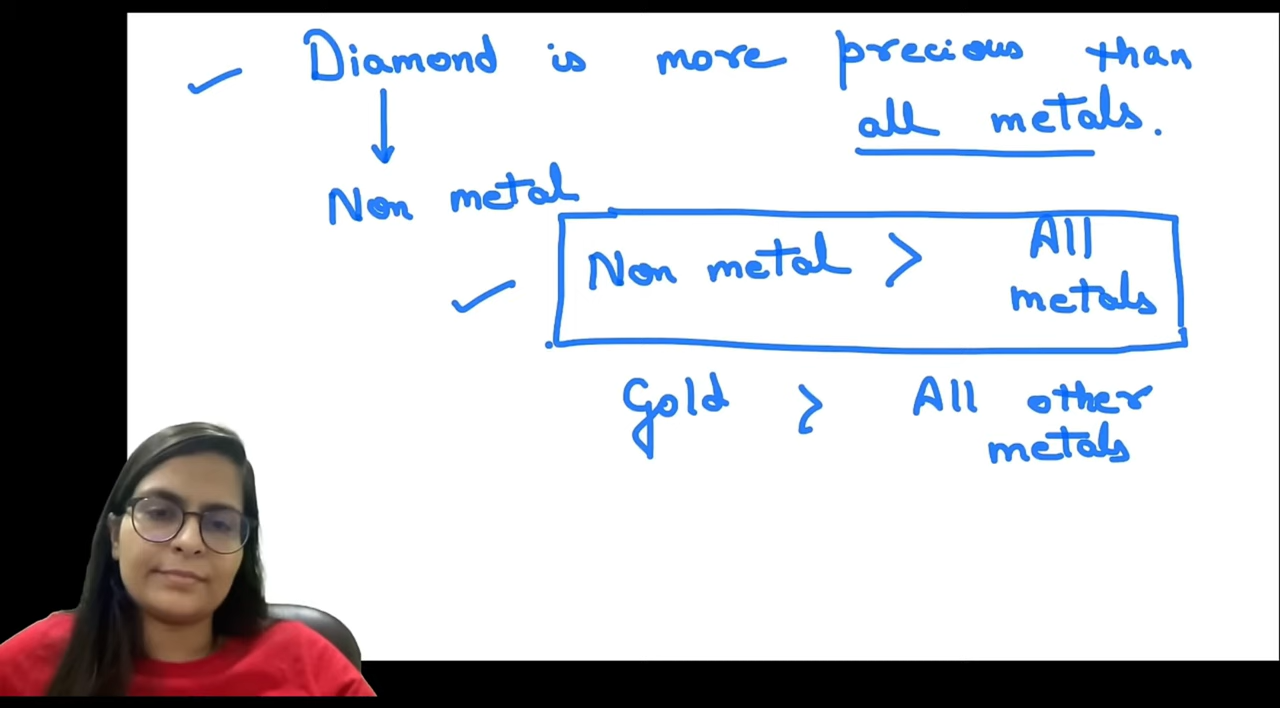 Diamond is more precious than
all metals.
Non metal
Non metal > All
metals
Gold > All other
metals